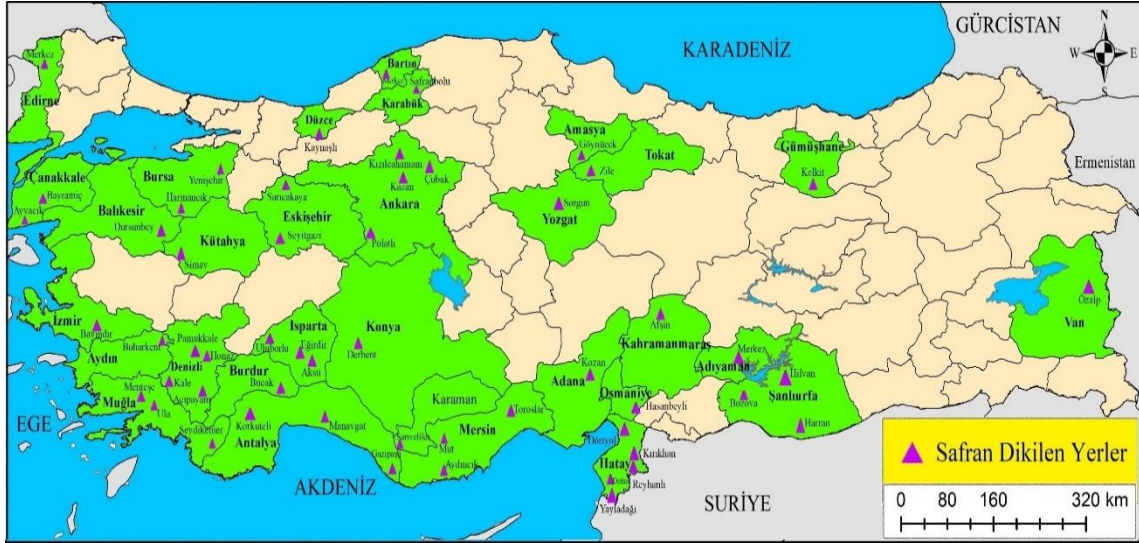 GÜRCİSTAN
KARADENİZ
N
W E
S
Merkez
Edirne
Bartın
Safranbolu
Karabük
Düzce
Kaynaşlı
Amasya
Göynücek
Tokat
Zile
Gümüşhane
Kelkit
Ermenistan
Kızılcahamam
Kazan
Çubuk
Ankara
Polatlı
Çanakkale
Bayramiç
Ayvacık
Bursa
Yenişehir
Harmancık
Balıkesir
Dursunbey
Kütahya
Simav
Sarıcakaya
Eskişehir
Seyitgazi
Sorgun
Yozgat
Özalp
Van
İzmir
Bayındır
Aydın
Buharkent
Pamukkale
Honaz
Denizli
Kale
Acıpayam
Menteşe
Muğla
Ula
Seydikemer
Isparta
Uluborlu
Eğirdir
Aksu
Burdur
Bucak
Korkuteli
Antalya
Manavgat
Gazipaşa
Konya
Derbent
Karaman
Sarıveliler
Mersin
Toroslar
Mut
Aydıncık
Adana
Kozan
Afşin
Kahramanmaraş
Osmaniye
Hasanbeyli
Dörtyol
Kırıkhan
Hatay
Reyhanlı
Yayladağı
Adıyaman
Merkez
Bozova
Şanlıurfa
Harran
EGE
AKDENİZ
SURİYE
Safran Dikilen Yerler
0 80 160 320 km